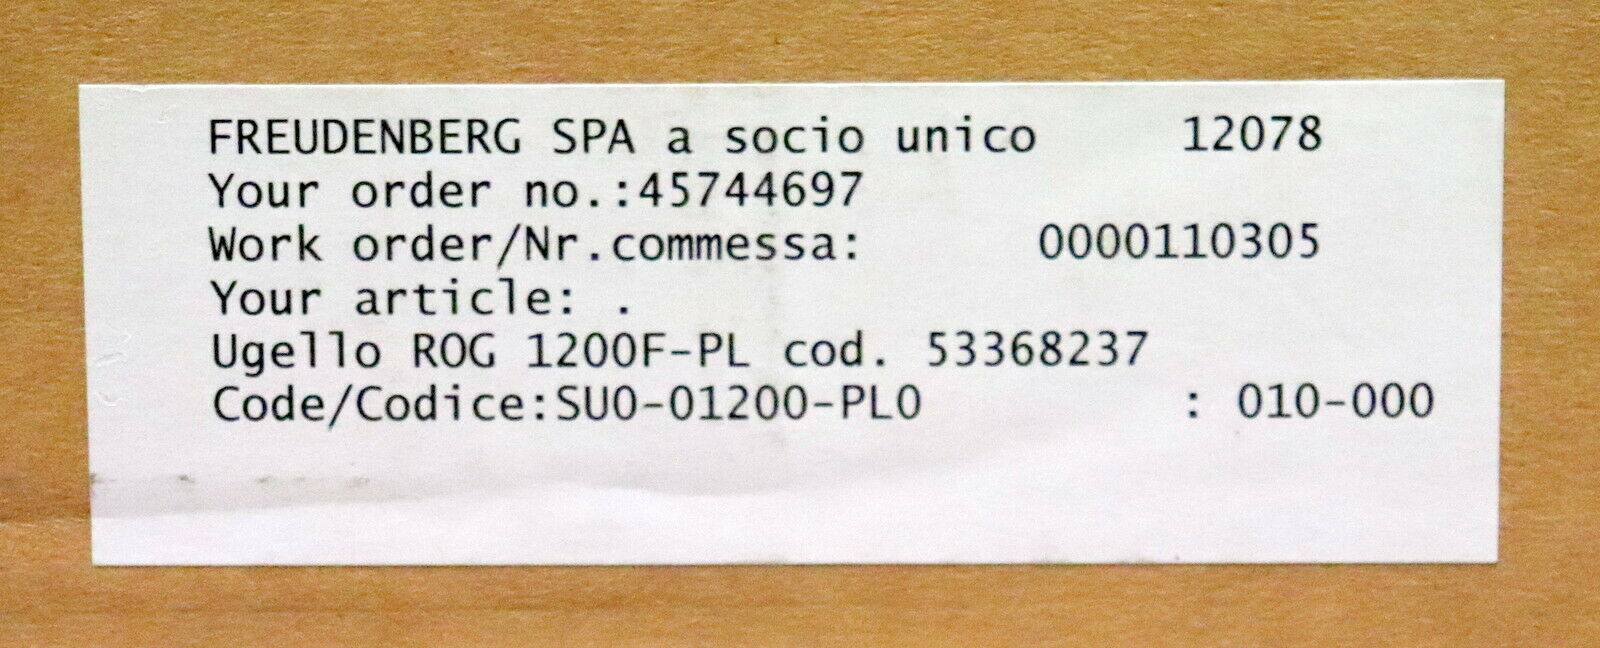 FREUDENBERG SPA a socio unico 12078
Your order no.:45744697
Work order/Nr.commessa: 0000110305
Your article: .
Ugello ROG 1200F-PL cod. 53368237
Code/Codice:SU0-01200-PL0 : 010-000